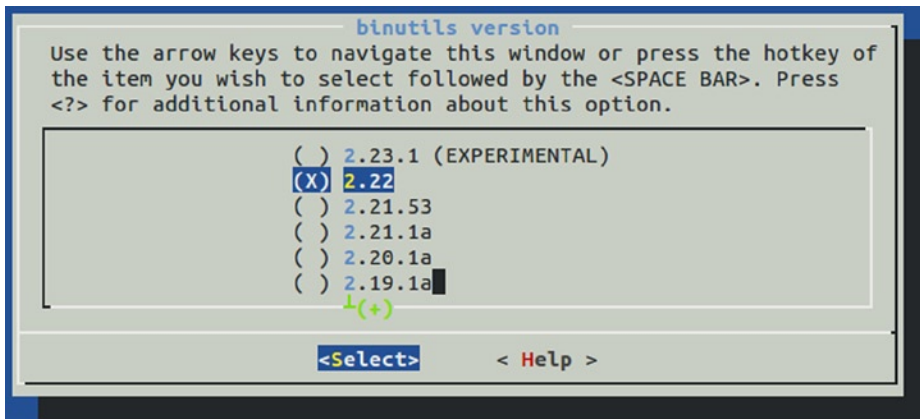 binutils version
Use the arrow keys to navigate this window or press the hotkey of
the item you wish to select followed by the <SPACE BAR>. Press
<?> for additional information about this option.
( ) 2.23.1 (EXPERIMENTAL)
(X) 2.22
( ) 2.21.53
( ) 2.21.1a
( ) 2.20.1a
( ) 2.19.1a
┴(+)
<Select> < Help >